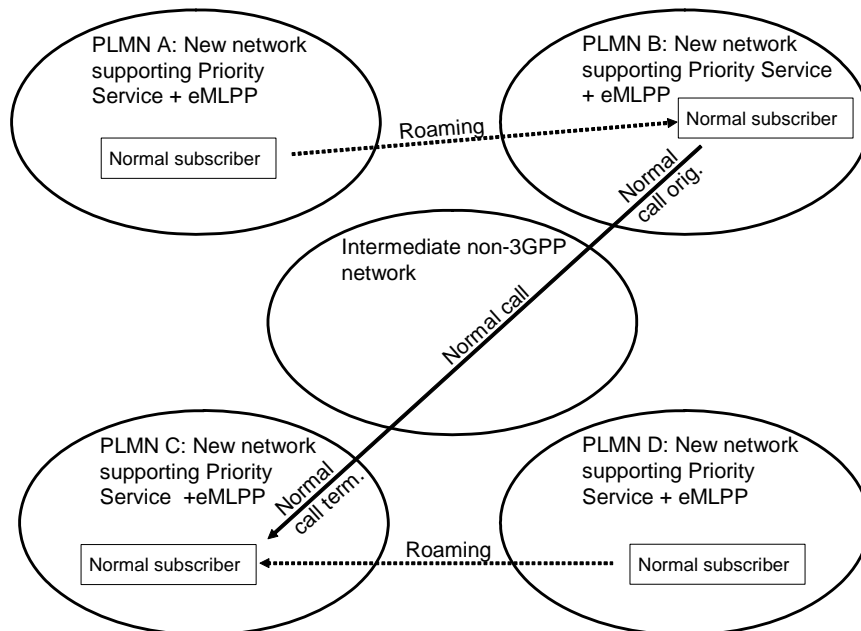 PLMN A: New network
supporting Priority
Service + eMLPP
Normal subscriber
Roaming
PLMN B: New network
supporting Priority Service
+ eMLPP
Normal subscriber
Normal
call orig.
Intermediate non-3GPP
network
Normal call
PLMN C: New network
supporting Priority
Service +eMLPP
Normal
call term.
Normal subscriber
Roaming
PLMN D: New network
supporting Priority
Service + eMLPP
Normal subscriber